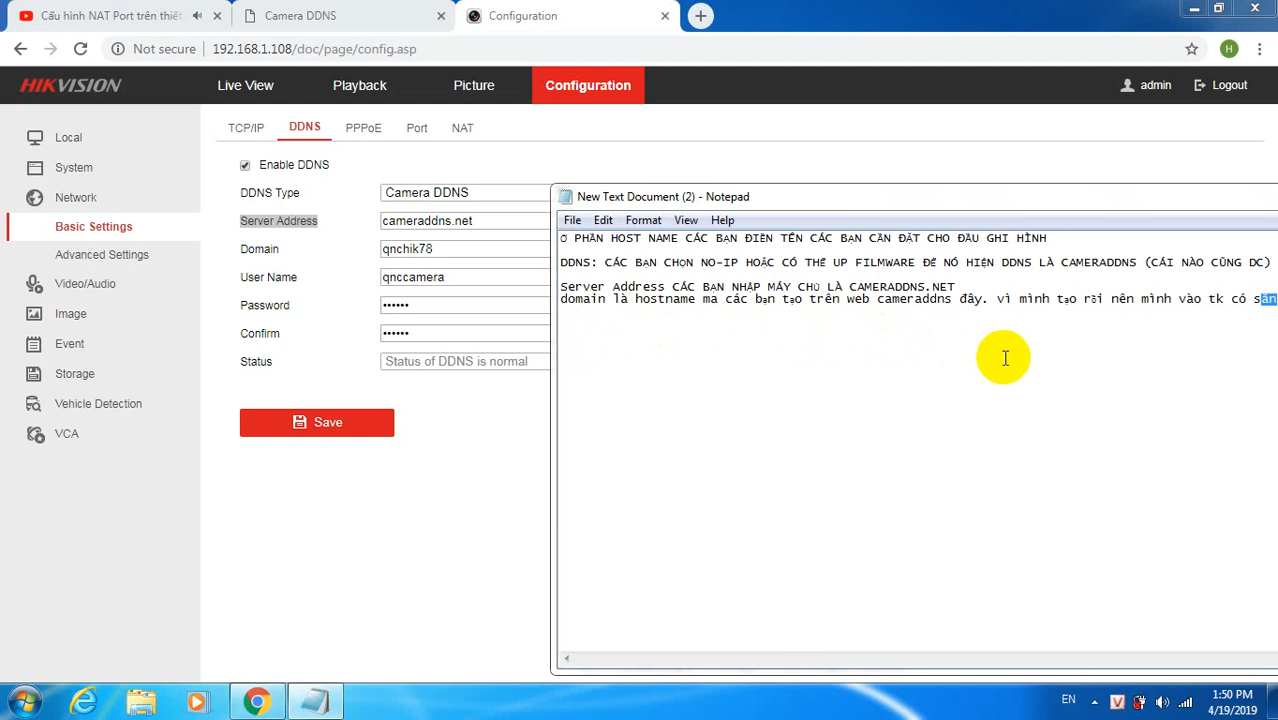 Cấu hình NAT Port trên thiết
Camera DDNS
Configuration
Not secure | 192.168.1.108/doc/page/config.asp
H
HIKVISION
Live View
Playback
Picture
Configuration
admin
Logout
Local
System
Network
Basic Settings
Advanced Settings
Video/Audio
Image
Event
Storage
Vehicle Detection
VCA
TCP/IP
DDNS
PPPoE
Port
NAT
Enable DDNS
DDNS Type
Camera DDNS
Server Address
cameraddns.net
Domain
qnchik78
User Name
qnccamera
Password
••••••
Confirm
••••••
Status
Status of DDNS is normal
Save
New Text Document (2) - Notepad
File Edit Format View Help
Ở PHẦN HOST NAME CÁC BẠN ĐIỀN TÊN CÁC BẠN CẦN ĐẶT CHO ĐẦU GHI HÌNH
DDNS: CÁC BẠN CHỌN NO-IP HOẶC CÓ THỂ UP FILMWARE ĐỂ NÓ HIỆN DDNS LÀ CAMERADDNS (CÁI NÀO CŨNG DC)
Server Address CÁC BẠN NHẬP MÁY CHỦ LÀ CAMERADDNS.NET
domain là hostname ma các bạn tạo trên web cameraddns đây. vì mình tạo rồi nên mình vào tk có sẵn
EN
V
1:50 PM
4/19/2019